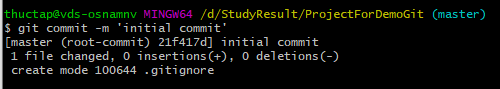 thuctap@vds-osnamnv MINGW64 /d/StudyResult/ProjectForDemoGit (master)
$ git commit -m 'initial commit'
[master (root-commit) 21f417d] initial commit
 1 file changed, 0 insertions(+), 0 deletions(-)
 create mode 100644 .gitignore